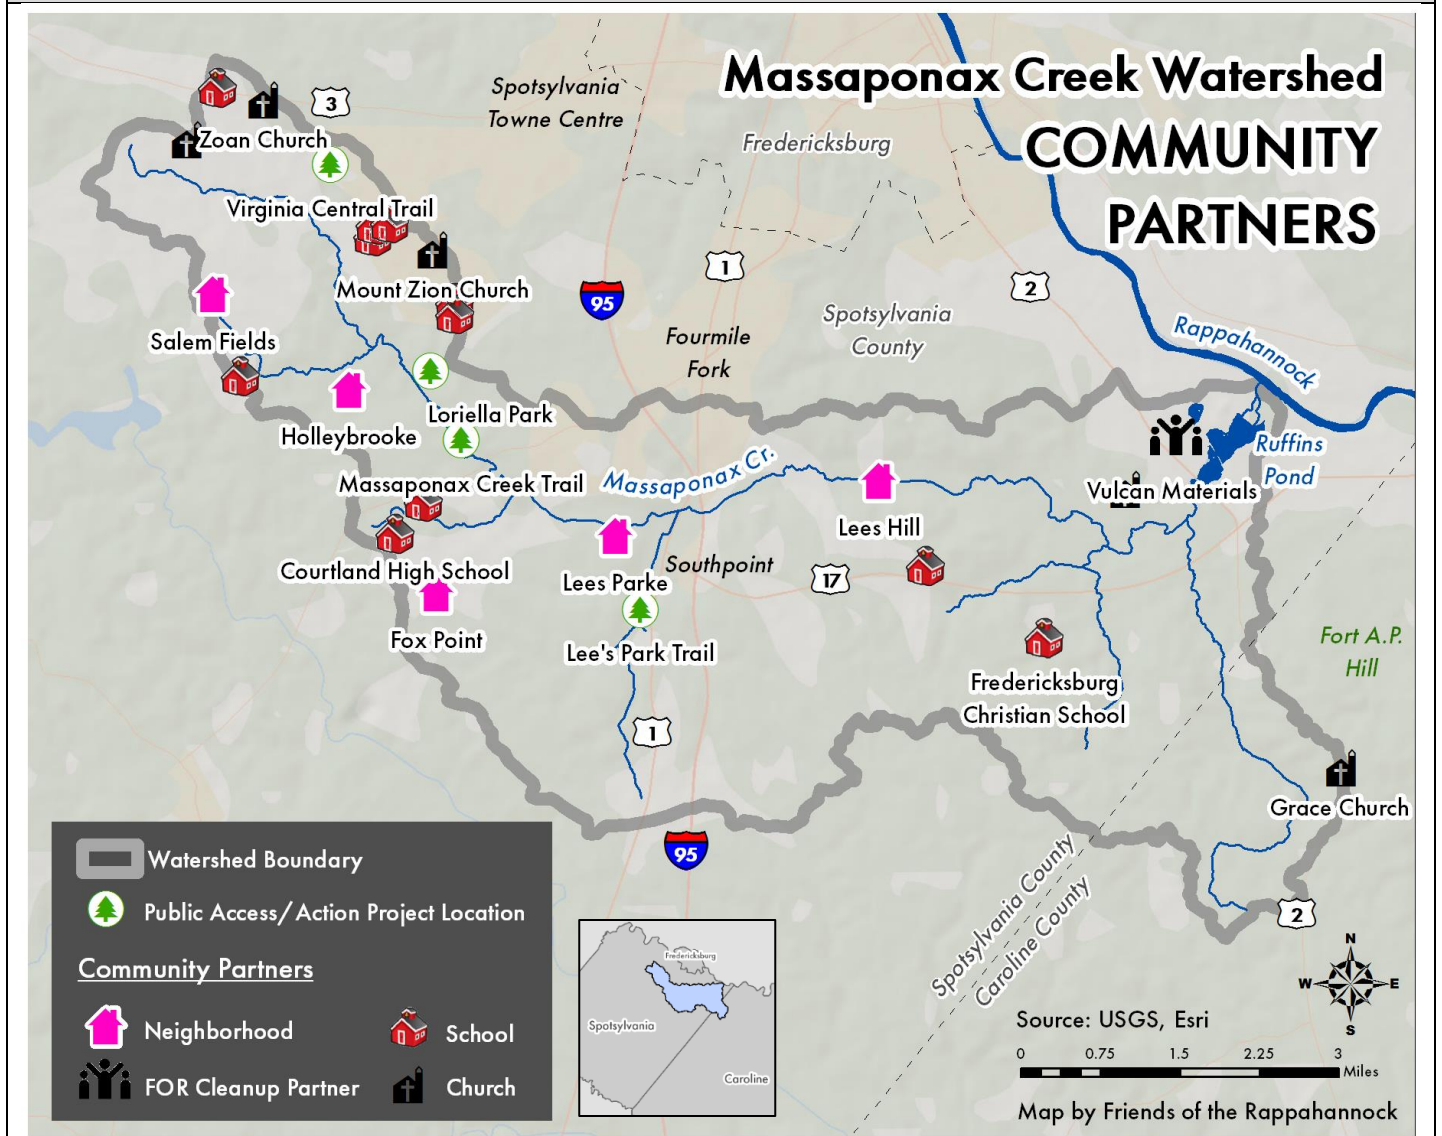 Massaponax Creek Watershed
COMMUNITY
PARTNERS
Spotsylvania
Towne Centre
Fredericksburg
3
Zoan Church
Virginia Central Trail
Mount Zion Church
95
1
2
Spotsylvania
County
Fourmile
Fork
Rappahannock
Salem Fields
Holleybrooke
Loriella Park
Massaponax Creek Trail
Massaponax Cr.
Ruffins
Pond
Vulcan Materials
Lees Hill
Courtland High School
Lees Parke
Southpoint
17
Fox Point
Lee's Park Trail
Fort A.P.
Hill
Fredericksburg
Christian School
1
Grace Church
95
Spotsylvania County
Caroline County
2
Watershed Boundary
Public Access/Action Project Location
Community Partners
Neighborhood
School
FOR Cleanup Partner
Church
Fredericksburg
Spotsylvania
Caroline
N
W
E
S
Source: USGS, Esri
0 0.75 1.5 2.25 3
Miles
Map by Friends of the Rappahannock